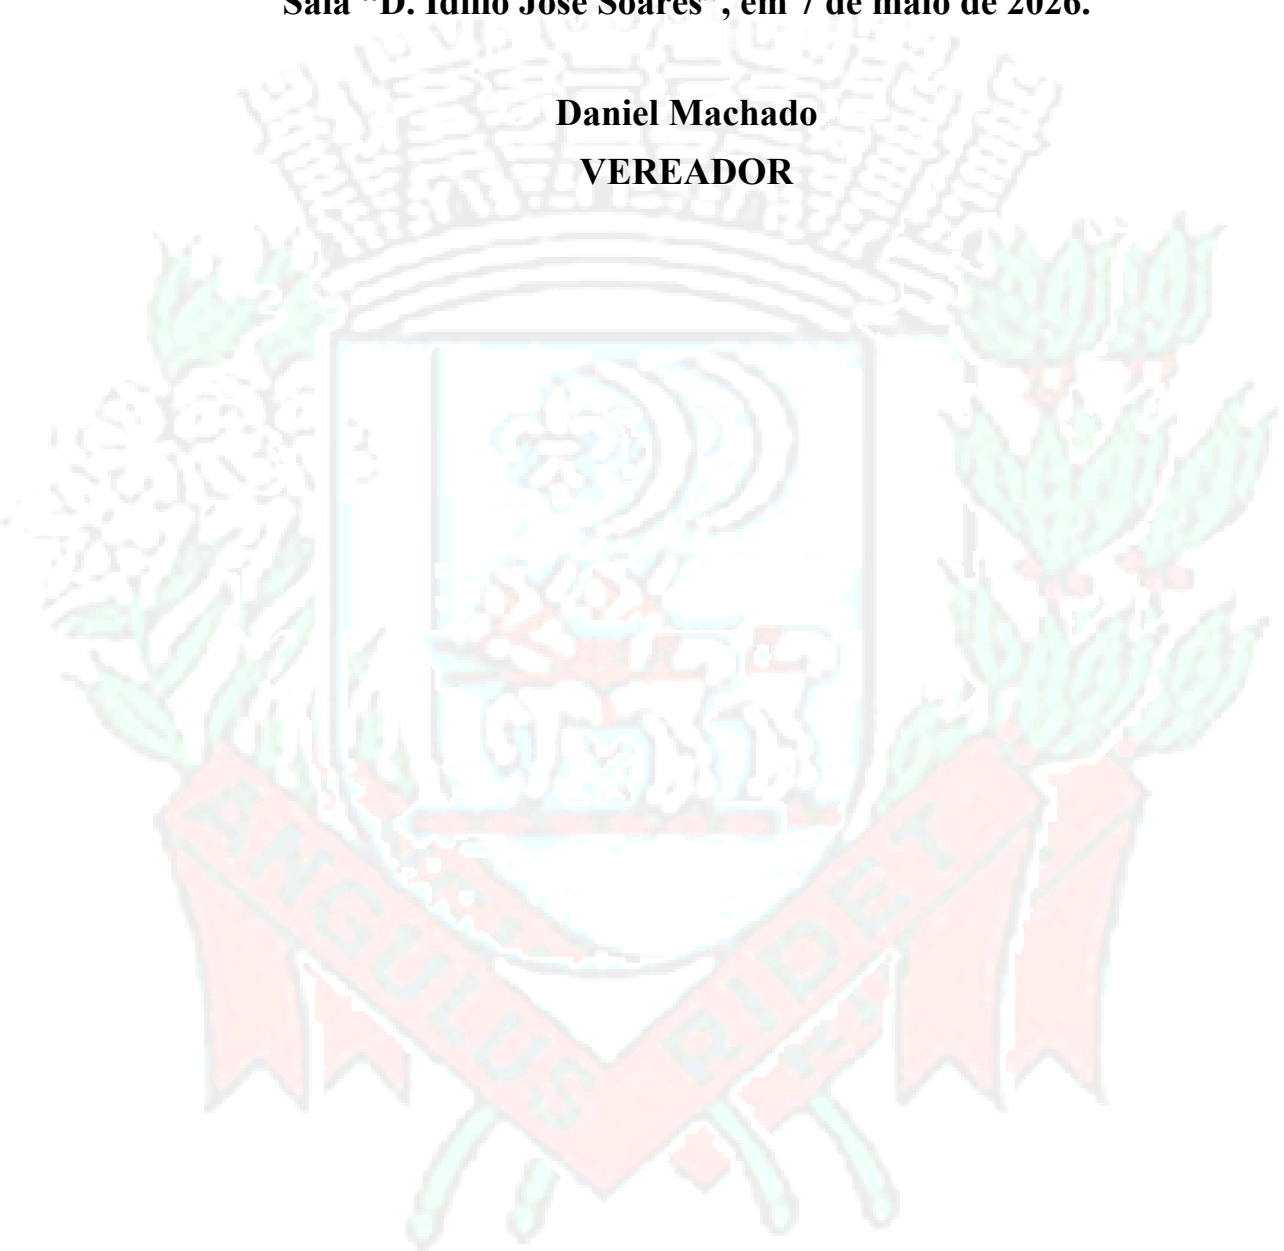 Sala "D. Idílio José Soares", em 7 de maio de 2026.
Daniel Machado
VEREADOR
ANGULUS RIDET